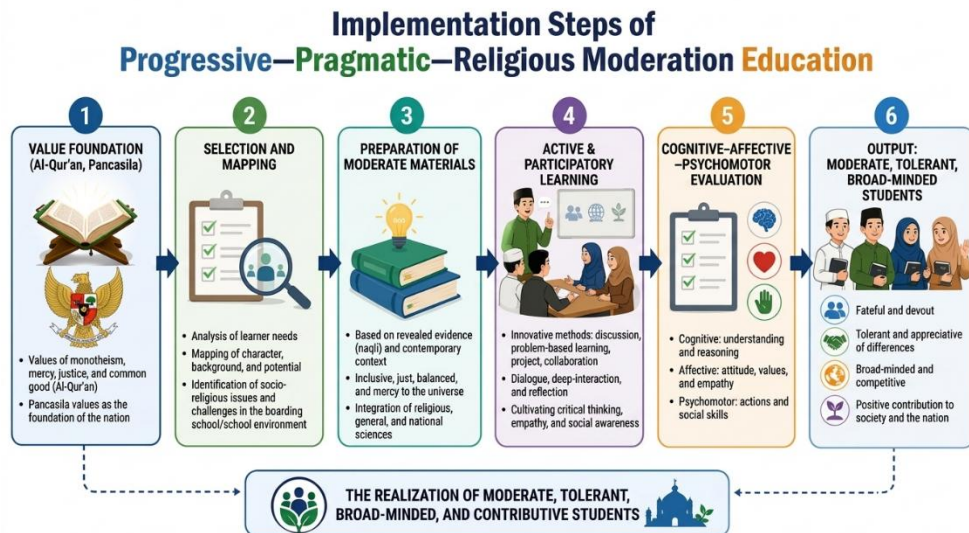 Implementation Steps of
Progressive—Pragmatic—Religious Moderation Education
1
VALUE FOUNDATION
(Al-Qur'an, Pancasila)
• Values of monotheism,
mercy, justice, and common
good (Al-Qur'an)
• Pancasila values as the
foundation of the nation
2
SELECTION AND
MAPPING
• Analysis of learner needs
• Mapping of character,
background, and potential
• Identification of socio-
religious issues and
challenges in the boarding
school/school environment
3
PREPARATION OF
MODERATE MATERIALS
• Based on revealed evidence
(naqli) and contemporary
context
• Inclusive, just, balanced,
and mercy to the universe
• Integration of religious,
general, and national
sciences
4
ACTIVE &
PARTICIPATORY
LEARNING
• Innovative methods: discussion,
problem-based learning,
project, collaboration
• Dialogue, deep-interaction,
and reflection
• Cultivating critical thinking,
empathy, and social awareness
5
COGNITIVE–AFFECTIVE
–PSYCHOMOTOR
EVALUATION
• Cognitive: understanding
and reasoning
• Affective: attitude, values,
and empathy
• Psychomotor: actions and
social skills
6
OUTPUT:
MODERATE, TOLERANT,
BROAD-MINDED
STUDENTS
Fateful and devout
Tolerant and appreciative
of differences
Broad-minded and
competitive
Positive contribution to
society and the nation
THE REALIZATION OF MODERATE, TOLERANT,
BROAD-MINDED, AND CONTRIBUTIVE STUDENTS